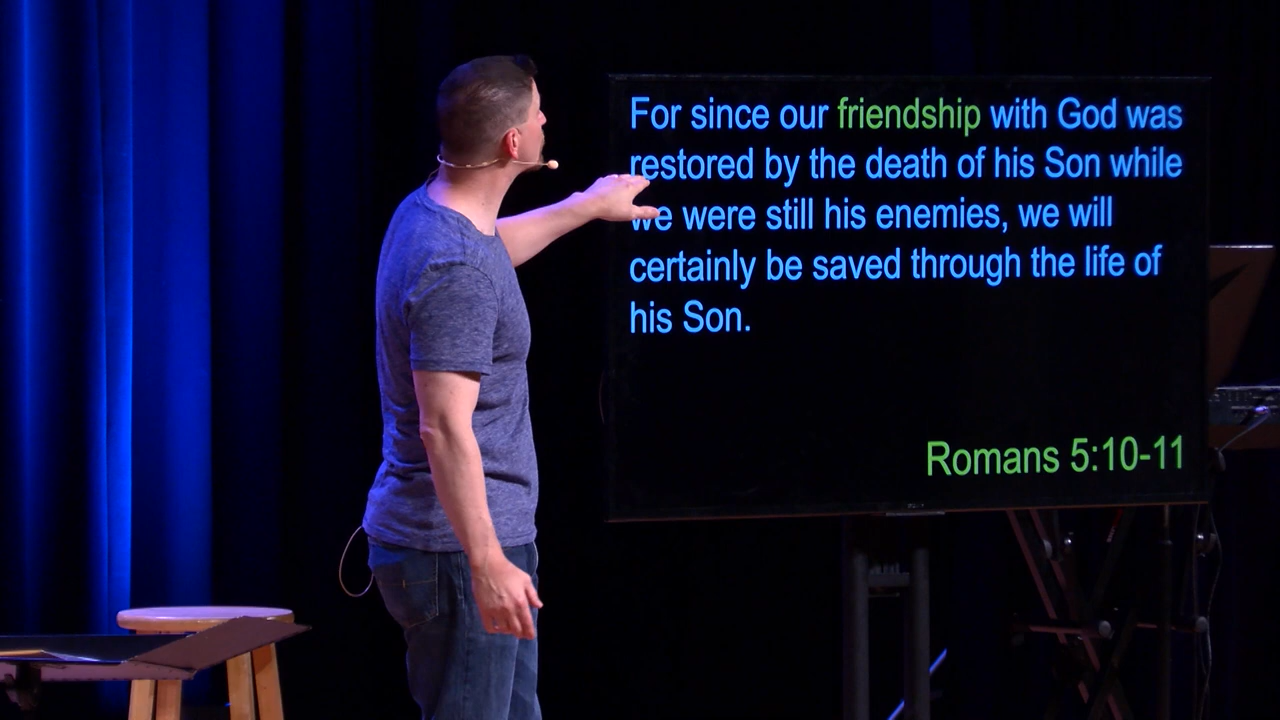 For since our friendship with God was
restored by the death of his Son while
we were still his enemies, we will
certainly be saved through the life of
his Son.
Romans 5:10-11